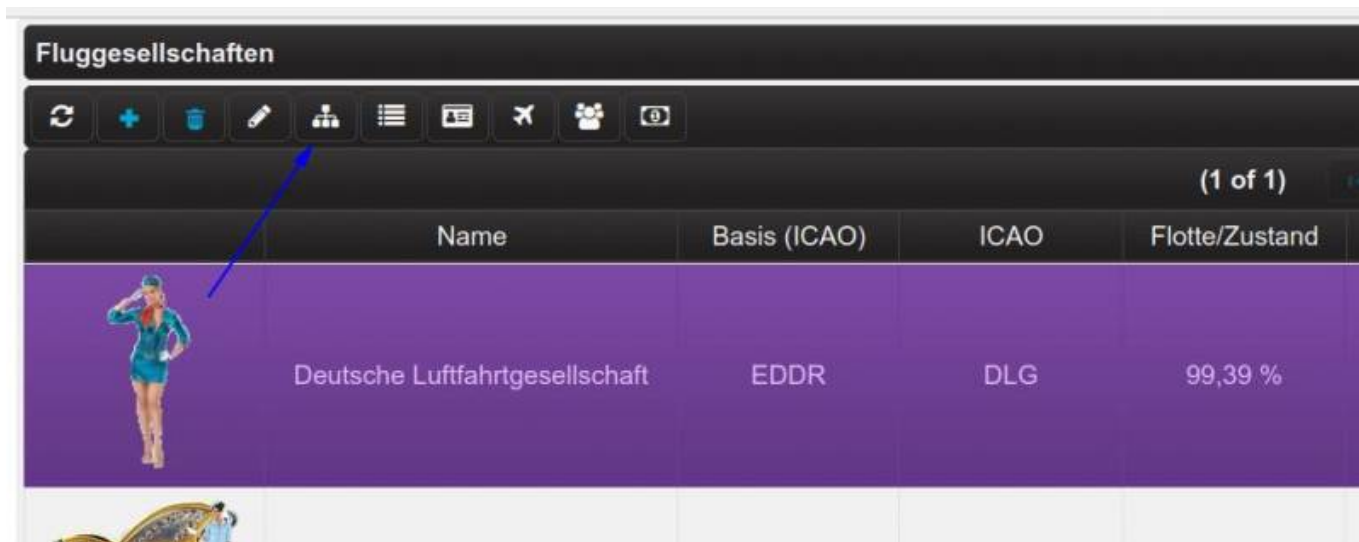 Fluggesellschaften
(1 of 1)
Name Basis (ICAO) ICAO Flotte/Zustand
Deutsche Luftfahrtgesellschaft EDDR DLG 99,39 %